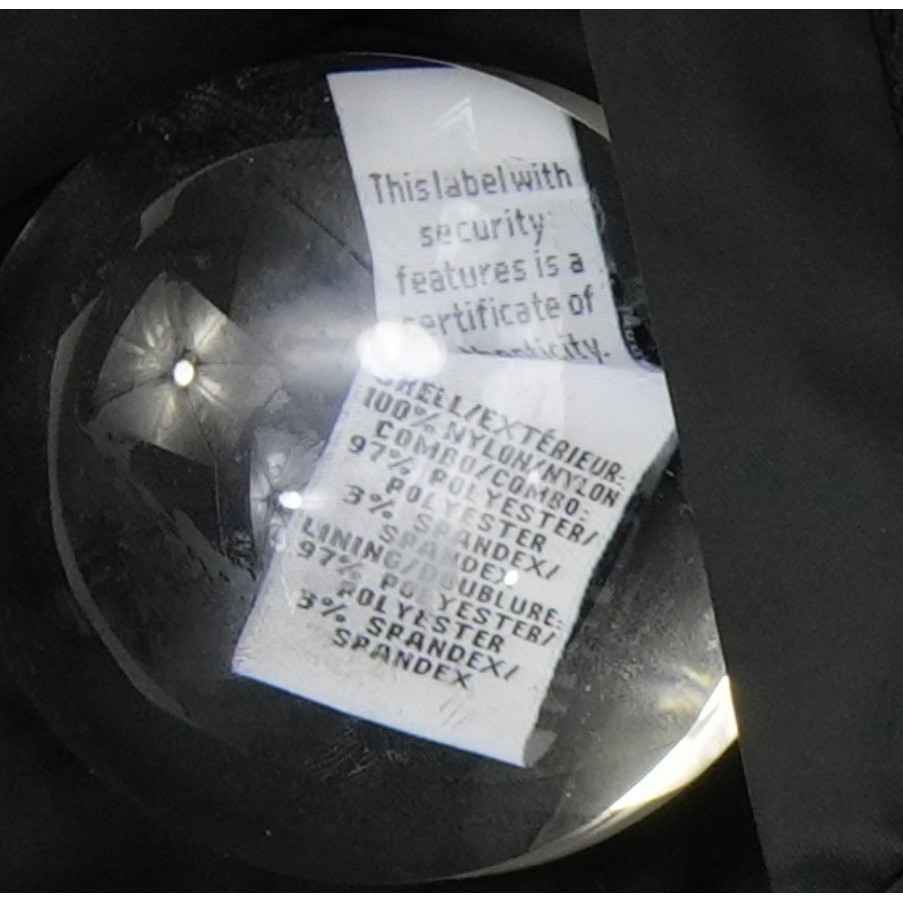 This label with
security
features is a
certificate of
authenticity.
SHELL/EXTÉRIEUR:
100% NYLON/NYLON
COMBO/COMBO:
97% POLYESTER/
POLYESTER
3% SPANDEX/
SPANDEX
LINING/DOUBLURE:
97% POLYESTER/
POLYESTER
3% SPANDEX/
SPANDEX